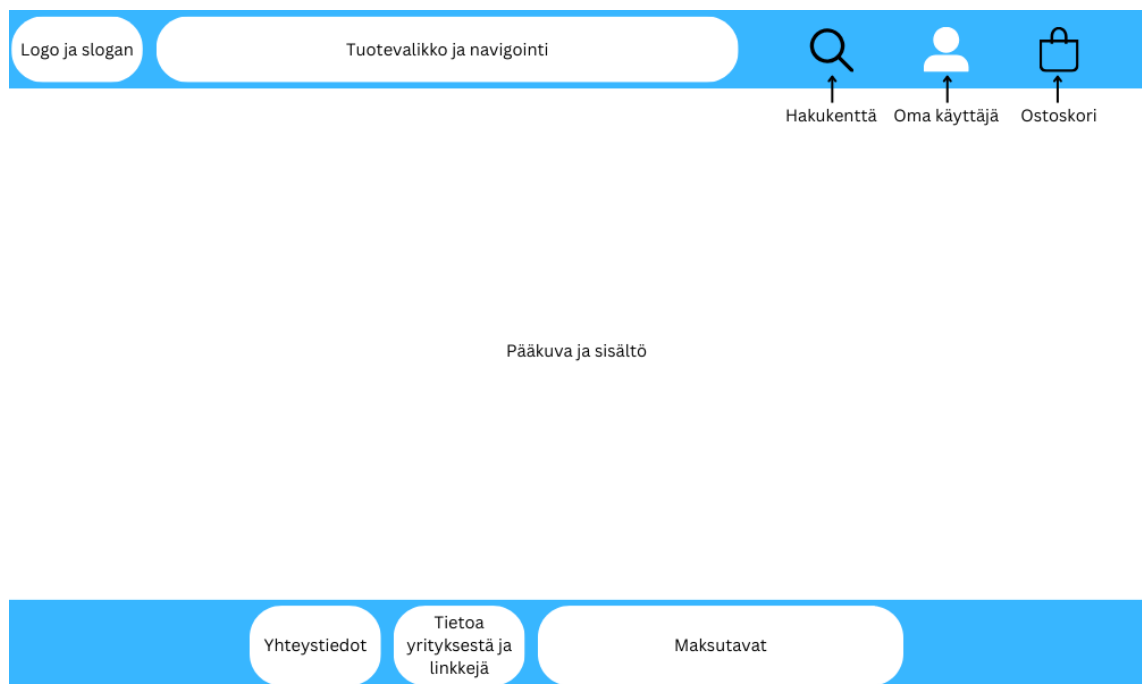 Logo ja slogan
Tuotevalikko ja navigointi
Hakukenttä
Oma käyttäjä
Ostoskori
Pääkuva ja sisältö
Yhteystiedot
Tietoa
yrityksestä ja
linkkejä
Maksutavat